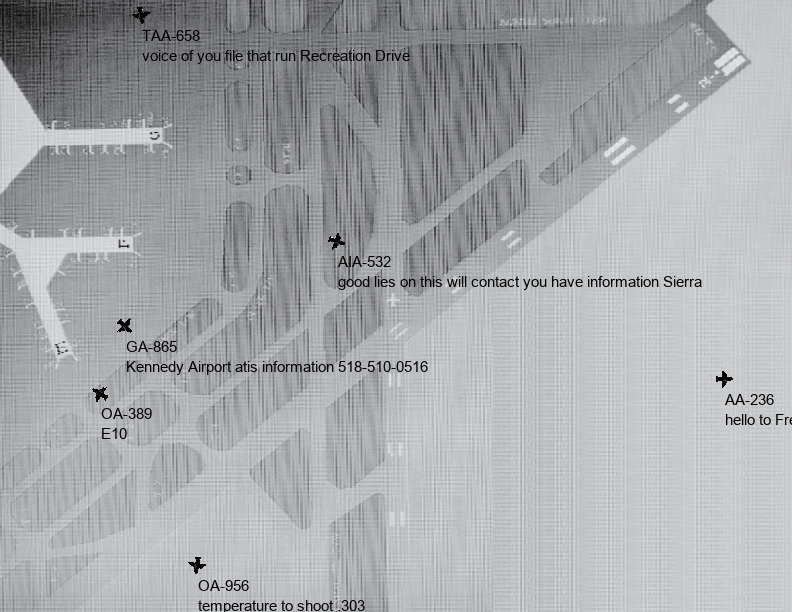 TAA-658
voice of you file that run Recreation Drive
AIA-532
good lies on this will contact you have information Sierra
GA-865
Kennedy Airport atis information 518-510-0516
AA-236
hello to Fre
OA-389
E10
OA-956
temperature to shoot .303